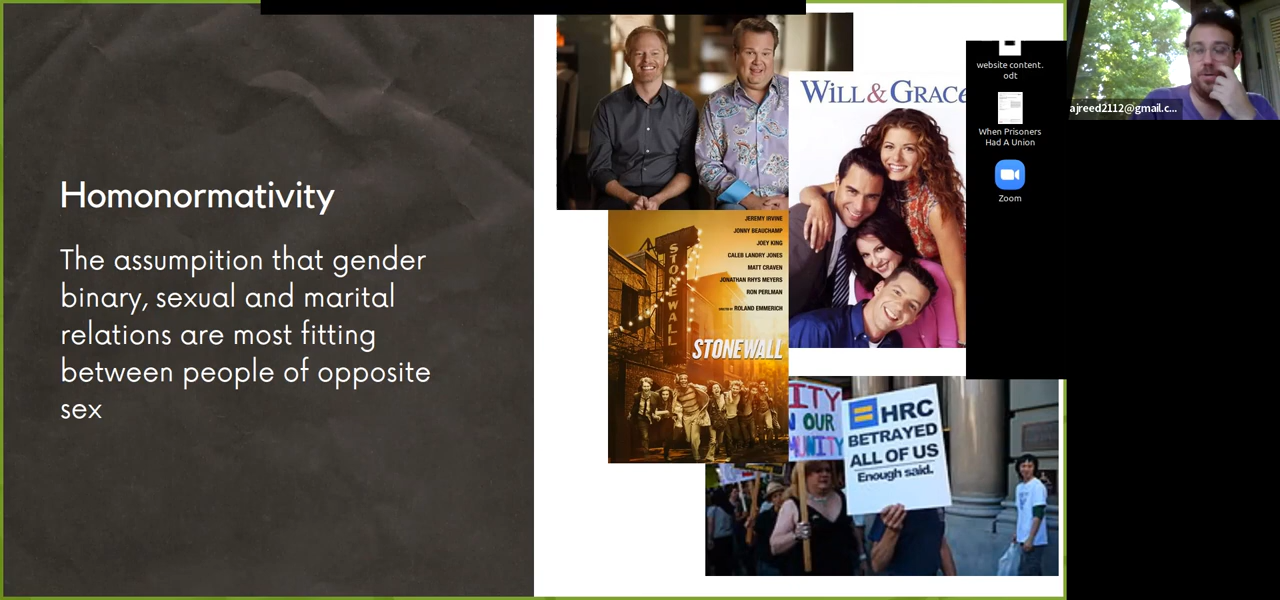 Homonormativity
The assumption that gender
binary, sexual and marital
relations are most fitting
between people of opposite
sex
WILL & GRACE
STONEWALL
JEREMY IRVINE
JONNY BEAUCHAMP
JOEY KING
CALEB LANDRY JONES
MATT CRAVEN
JONATHAN RHYS MEYERS
RON PERLMAN
ROLAND EMMERICH
STONEWALL
ITY
N OUR
MUNITY
HRC
BETRAYED
ALL OF US
Enough said.
website content.
odt
When Prisoners
Had A Union
Zoom
ajreed2112@gmail.c...